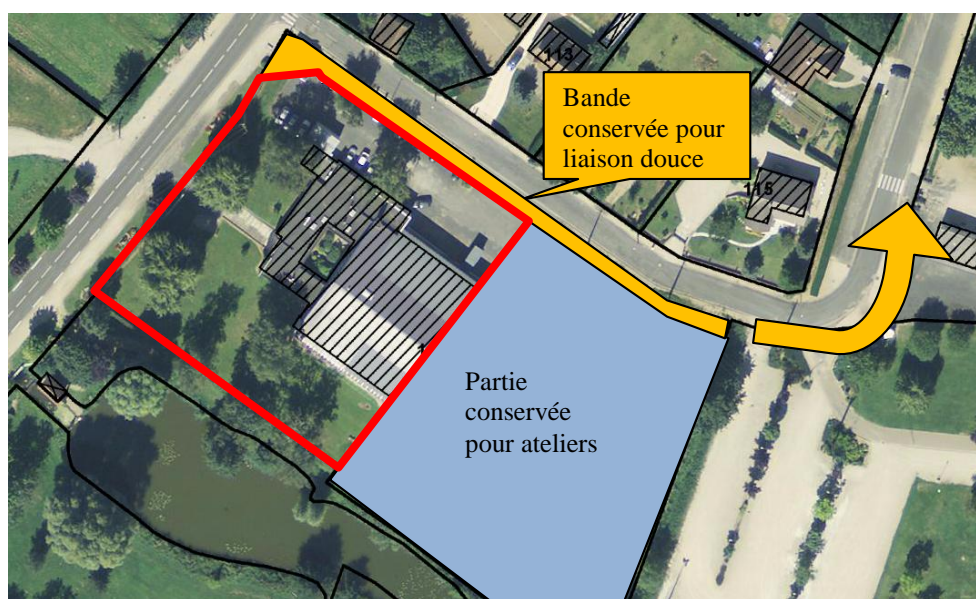 113
Bande
conservée pour
liaison douce
115
Partie
conservée
pour ateliers